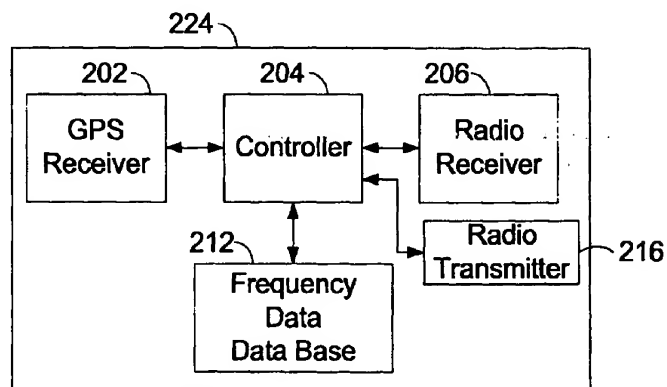 224
202
204
206
GPS
Receiver
Controller
Radio
Receiver
212
Frequency
Data
Data Base
Radio
Transmitter
216